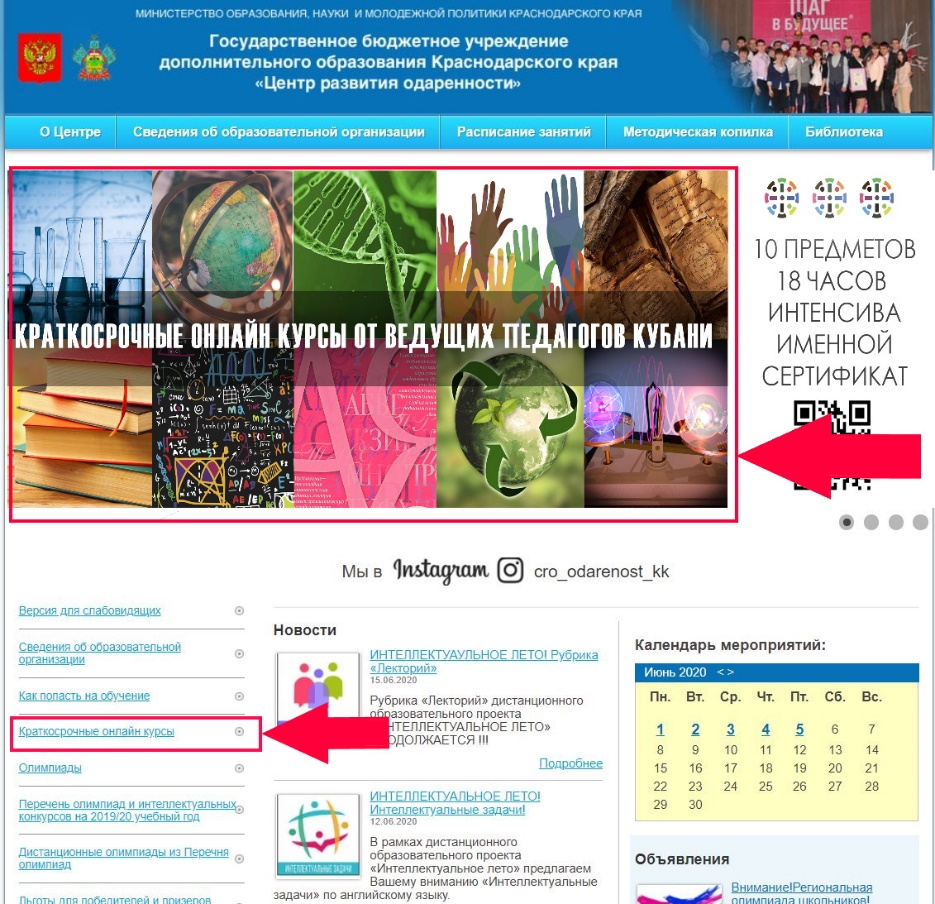 МИНИСТЕРСТВО ОБРАЗОВАНИЯ, НАУКИ И МОЛОДЕЖНОЙ ПОЛИТИКИ КРАСНОДАРСКОГО КРАЯ
Государственное бюджетное учреждение
дополнительного образования Краснодарского края
«Центр развития одаренности»
ШАГ
В БУДУЩЕЕ
О Центре
Сведения об образовательной организации
Расписание занятий
Методическая копилка
Библиотека
КРАТКОСРОЧНЫЕ ОНЛАЙН КУРСЫ ОТ ВЕДУЩИХ ПЕДАГОГОВ КУБАНИ
10 ПРЕДМЕТОВ
18 ЧАСОВ
ИНТЕНСИВА
ИМЕННОЙ
СЕРТИФИКАТ
Мы в Instagram cro_odarenost_kk
Версия для слабовидящих
Сведения об образовательной
организации
Как попасть на обучение
Краткосрочные онлайн курсы
Олимпиады
Перечень олимпиад и интеллектуальных
конкурсов на 2019/20 учебный год
Дистанционные олимпиады из Перечня
олимпиад
Льготы для победителей и призеров
Новости
ИНТЕЛЛЕКТУАУЛЬНОЕ ЛЕТО! Рубрика
«Лекторий»
15.06.2020
Рубрика «Лекторий» дистанционного
образовательного проекта
НТЕЛЛЕКТУАЛЬНОЕ ЛЕТО»
ОДОЛЖАЕТСЯ !!!
Подробнее
ИНТЕЛЛЕКТУАЛЬНОЕ ЛЕТО!
Интеллектуальные задачи!
12.06.2020
ИНТЕЛЛЕКТУАЛЬНЫЕ ЗАДАЧИ
В рамках дистанционного
образовательного проекта
«Интеллектуальное лето» предлагаем
Вашему вниманию «Интеллектуальные
задачи» по английскому языку.
Календарь мероприятий:
Июнь 2020 < >
Пн. Вт. Ср. Чт. Пт. Сб. Вс.
1 2 3 4 5 6 7
8 9 10 11 12 13 14
15 16 17 18 19 20 21
22 23 24 25 26 27 28
29 30
Объявления
Внимание!Региональная
олимпиада школьников!